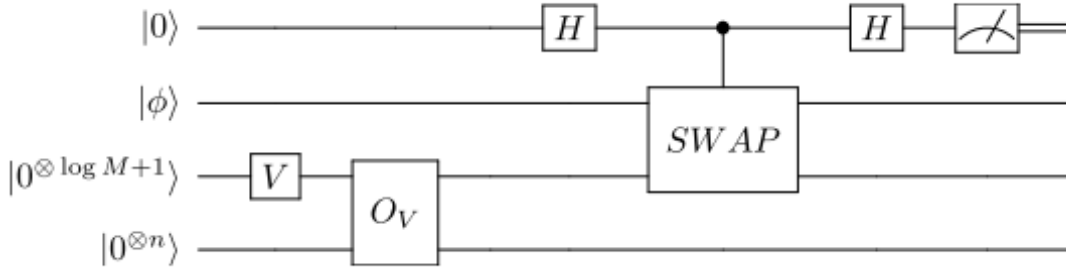 |0⟩ H H
|φ⟩ SWAP
|0^{⊗ log M+1}⟩ V O_V
|0^{⊗n}⟩